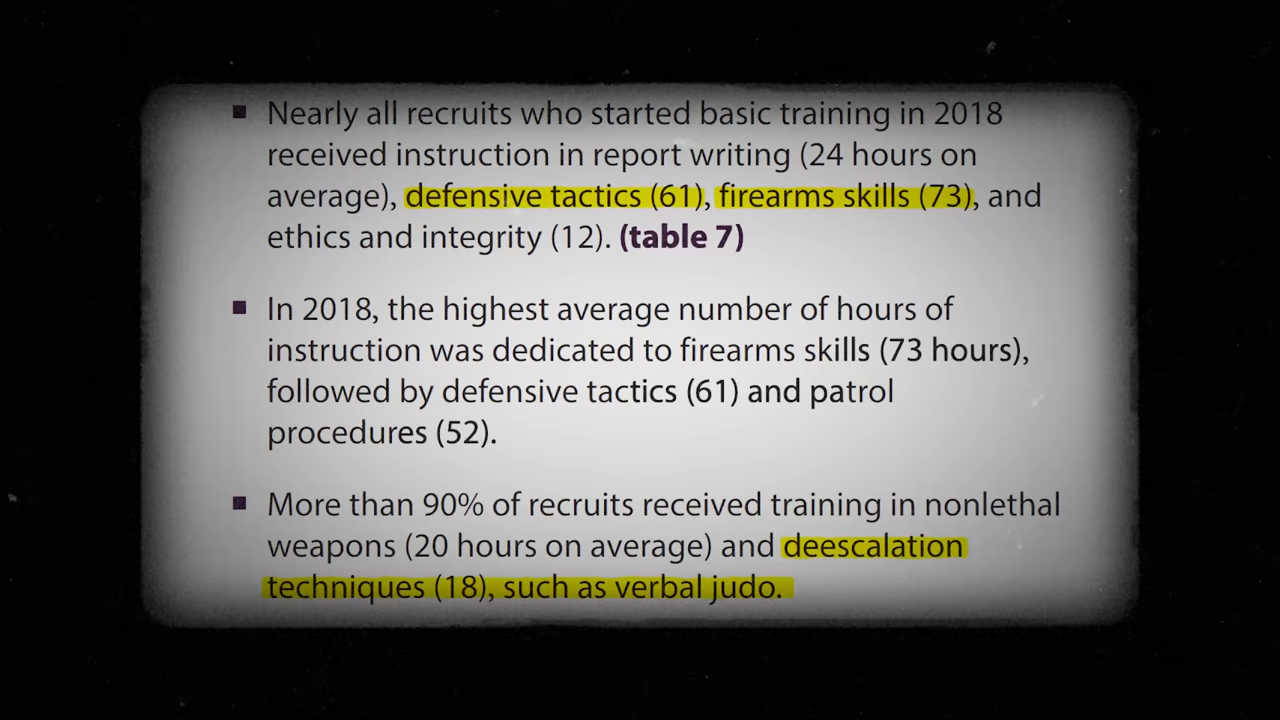 ▪ Nearly all recruits who started basic training in 2018
received instruction in report writing (24 hours on
average), defensive tactics (61), firearms skills (73), and
ethics and integrity (12). (table 7)
▪ In 2018, the highest average number of hours of
instruction was dedicated to firearms skills (73 hours),
followed by defensive tactics (61) and patrol
procedures (52).
▪ More than 90% of recruits received training in nonlethal
weapons (20 hours on average) and deescalation
techniques (18), such as verbal judo.